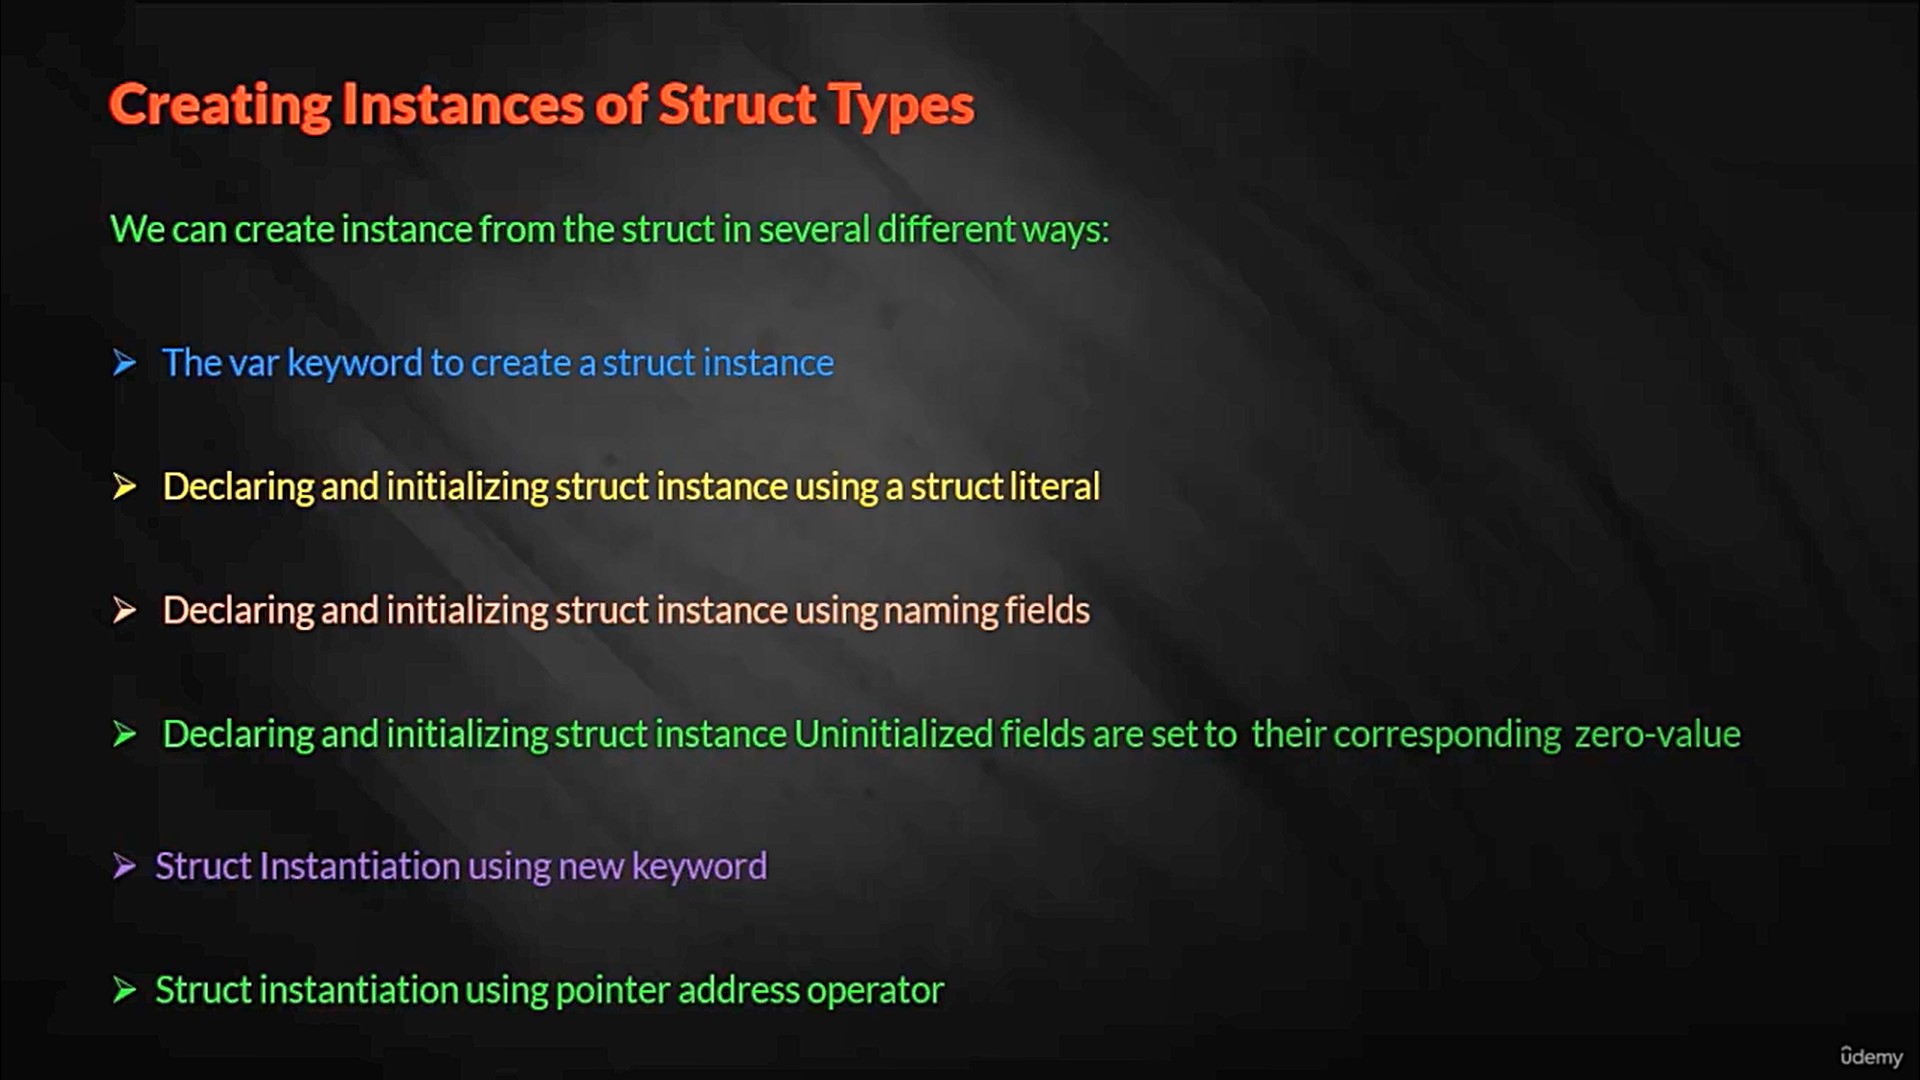 Creating Instances of Struct Types
We can create instance from the struct in several different ways:
➢ The var keyword to create a struct instance
➢ Declaring and initializing struct instance using a struct literal
➢ Declaring and initializing struct instance using naming fields
➢ Declaring and initializing struct instance Uninitialized fields are set to their corresponding zero-value
➢ Struct Instantiation using new keyword
➢ Struct instantiation using pointer address operator
ûdemy